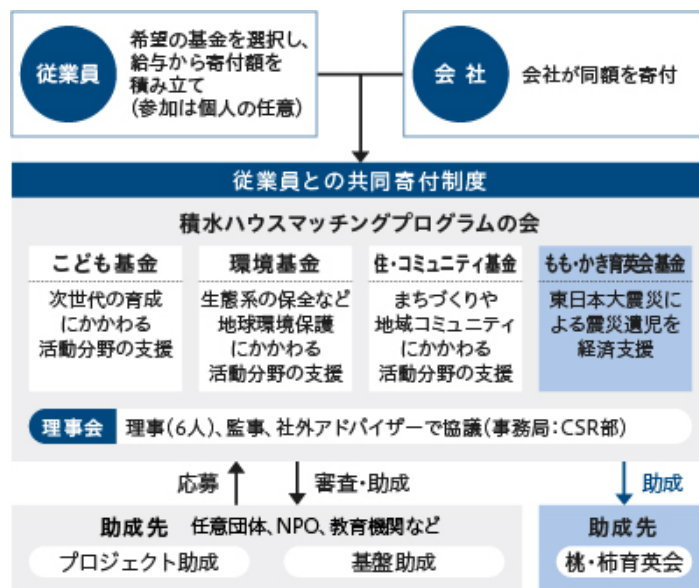 従業員
希望の基金を選択し、
給与から寄付額を
積み立て
(参加は個人の任意)
会社
会社が同額を寄付
従業員との共同寄付制度
積水ハウスマッチングプログラムの会
こども基金
次世代の育成
にかかわる
活動分野の支援
環境基金
生態系の保全など
地球環境保護
にかかわる
活動分野の支援
住・コミュニティ基金
まちづくりや
地域コミュニティ
にかかわる
活動分野の支援
もも・かき育英会基金
東日本大震災に
よる震災遺児を
経済支援
理事会 理事(6人)、監事、社外アドバイザーで協議(事務局:CSR部)
応募
審査・助成
助成
助成先 任意団体、NPO、教育機関など
プロジェクト助成
基盤助成
助成先
桃・柿育英会